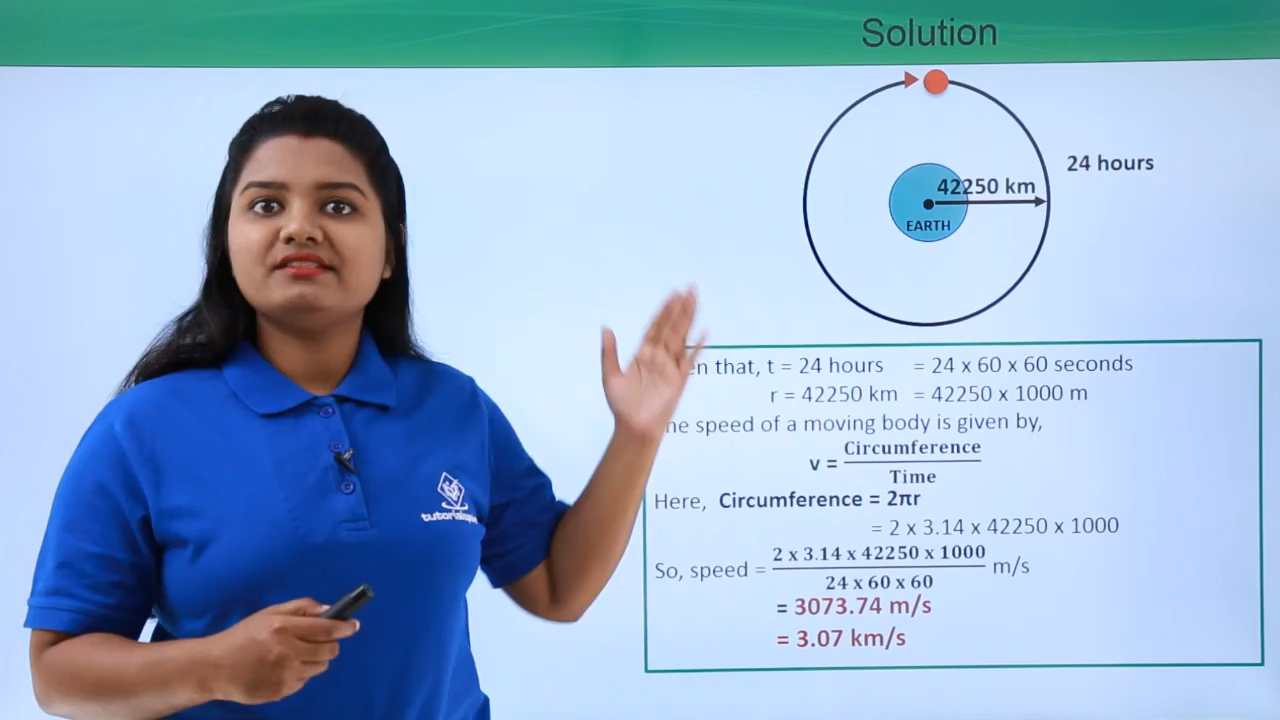 Solution
24 hours
42250 km
EARTH
en that, t = 24 hours = 24 x 60 x 60 seconds
r = 42250 km = 42250 x 1000 m
he speed of a moving body is given by,
v = Circumference
Time
Here, Circumference = 2πr
= 2 x 3.14 x 42250 x 1000
So, speed = 2 x 3.14 x 42250 x 1000 m/s
24 x 60 x 60
= 3073.74 m/s
= 3.07 km/s